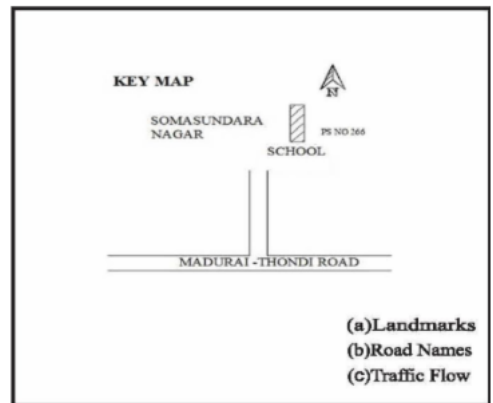 N
KEY MAP
SOMASUNDARA
NAGAR
PS NO 266
SCHOOL
MADURAI -THONDI ROAD
(a)Landmarks
(b)Road Names
(c)Traffic Flow